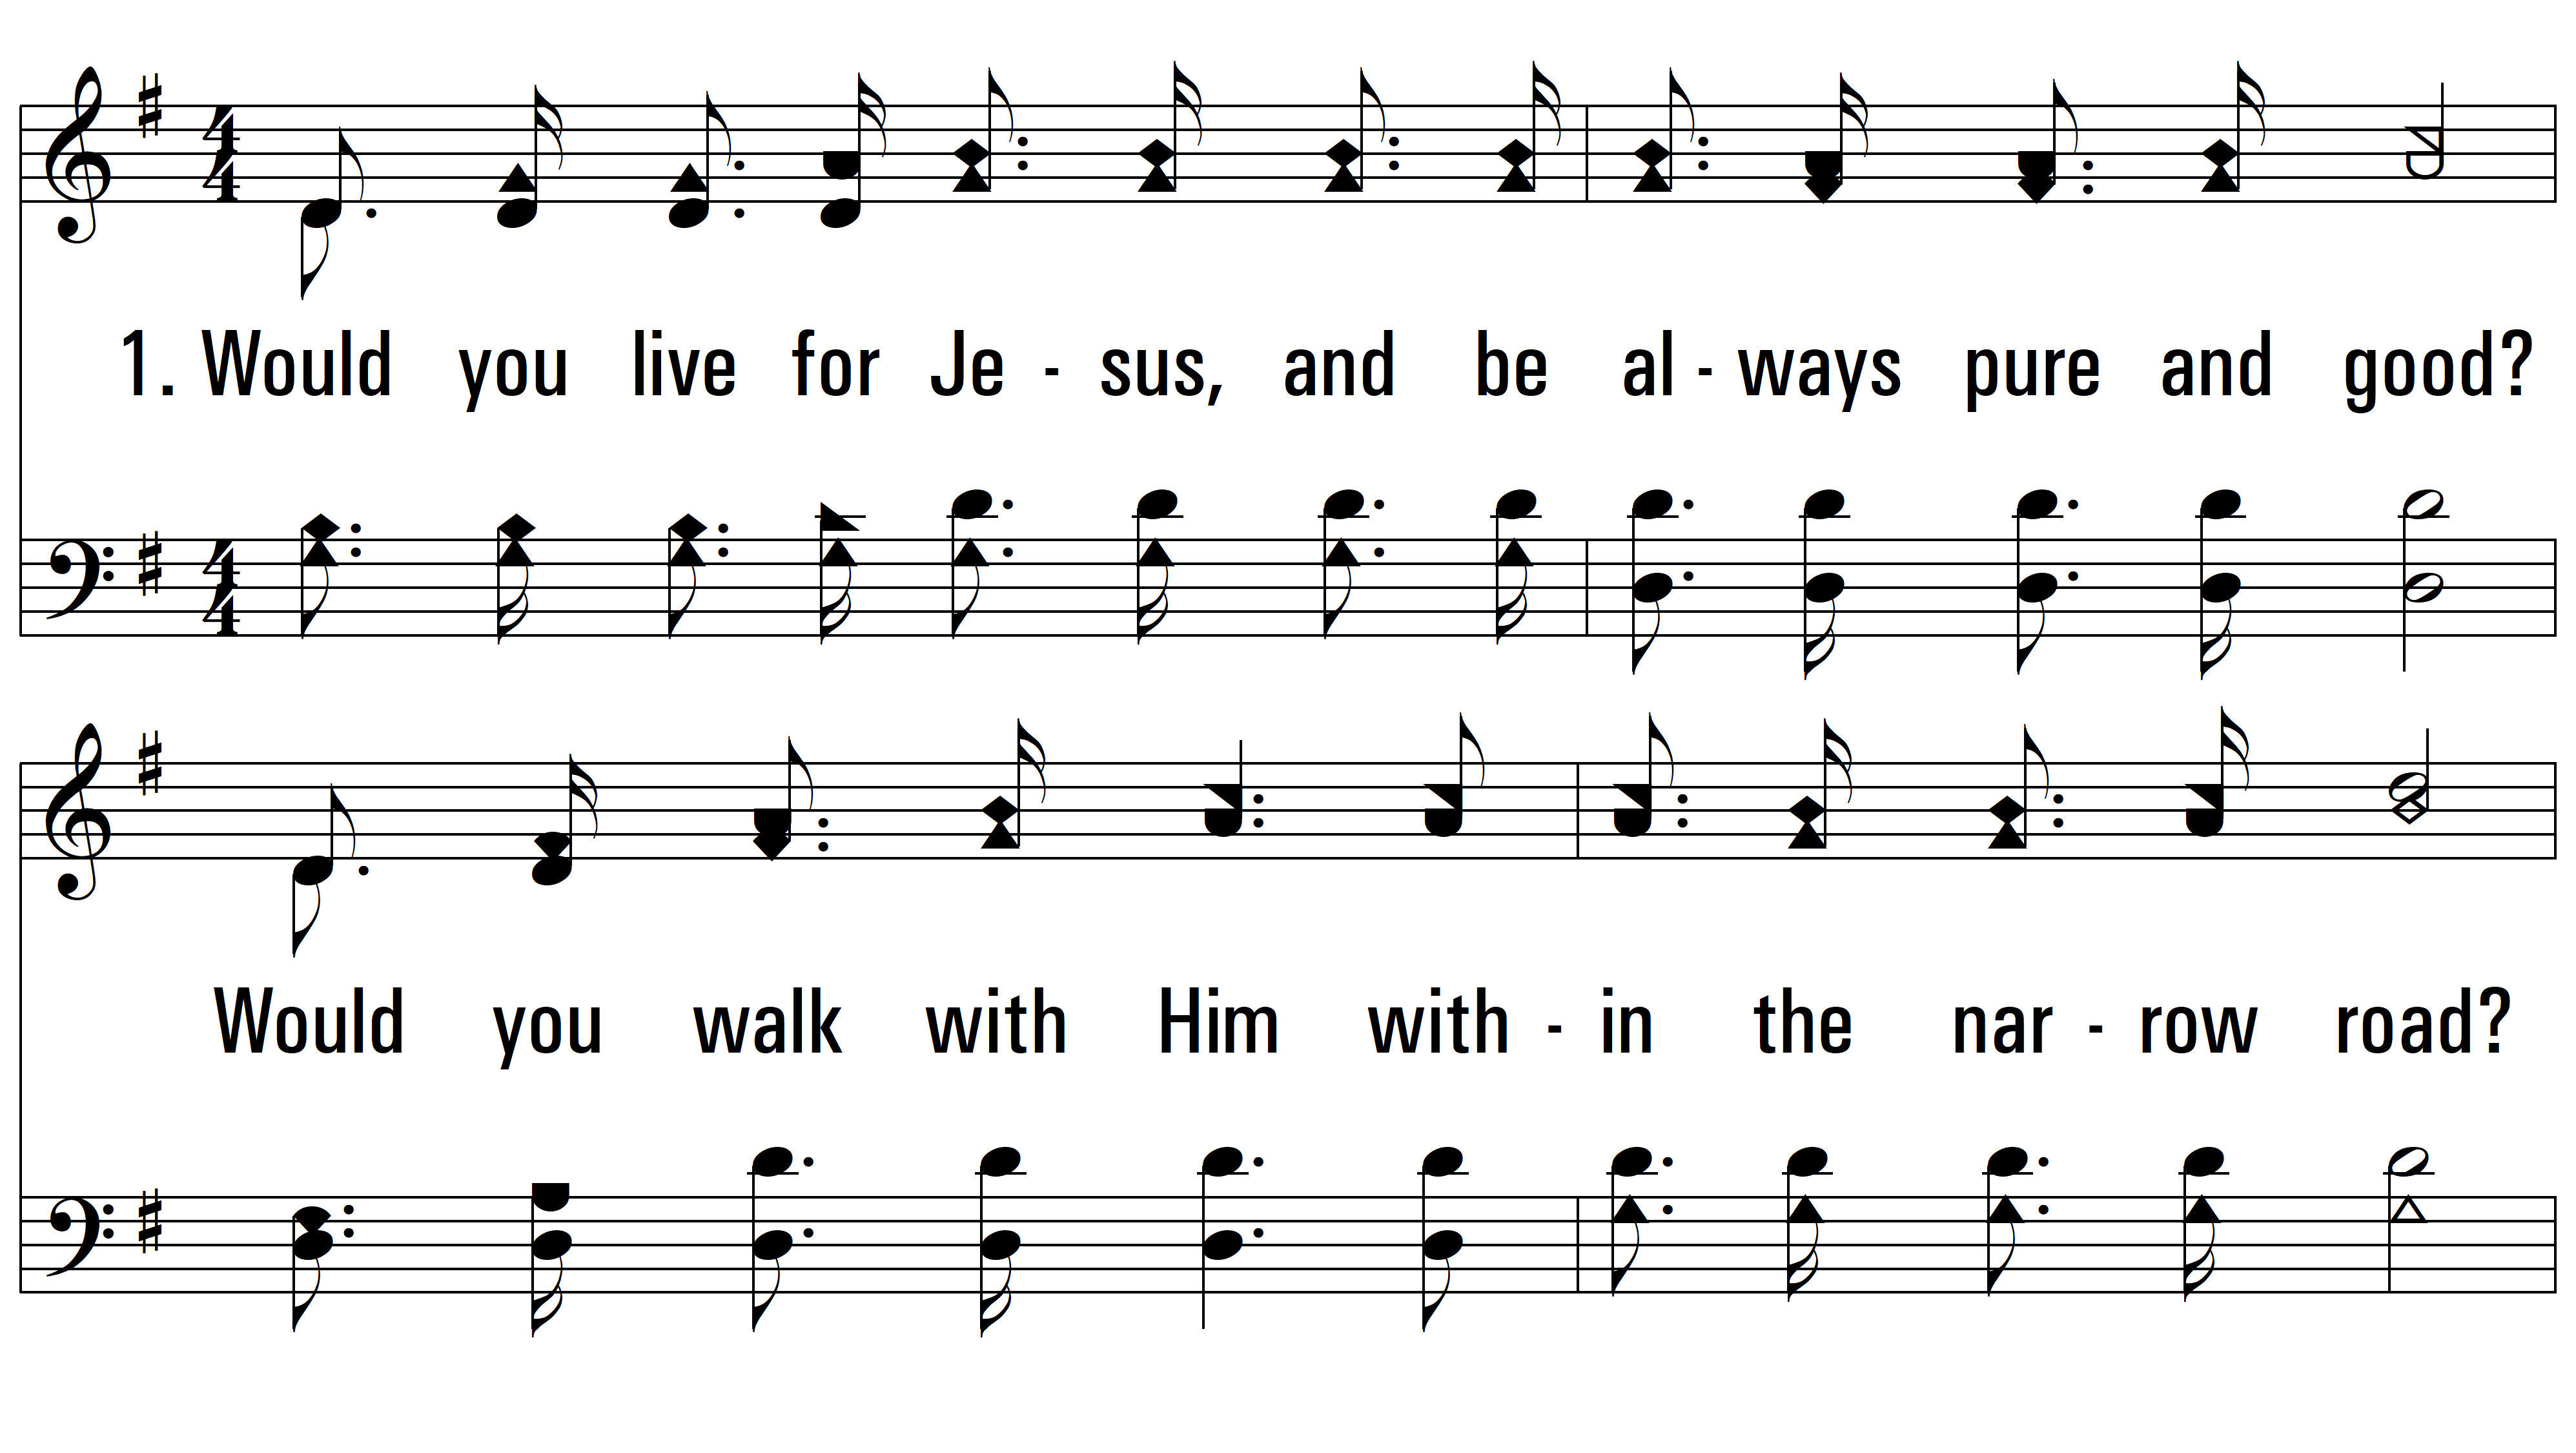 1. Would you live for Je - sus, and be al - ways pure and good?
Would you walk with Him with - in the nar - row road?